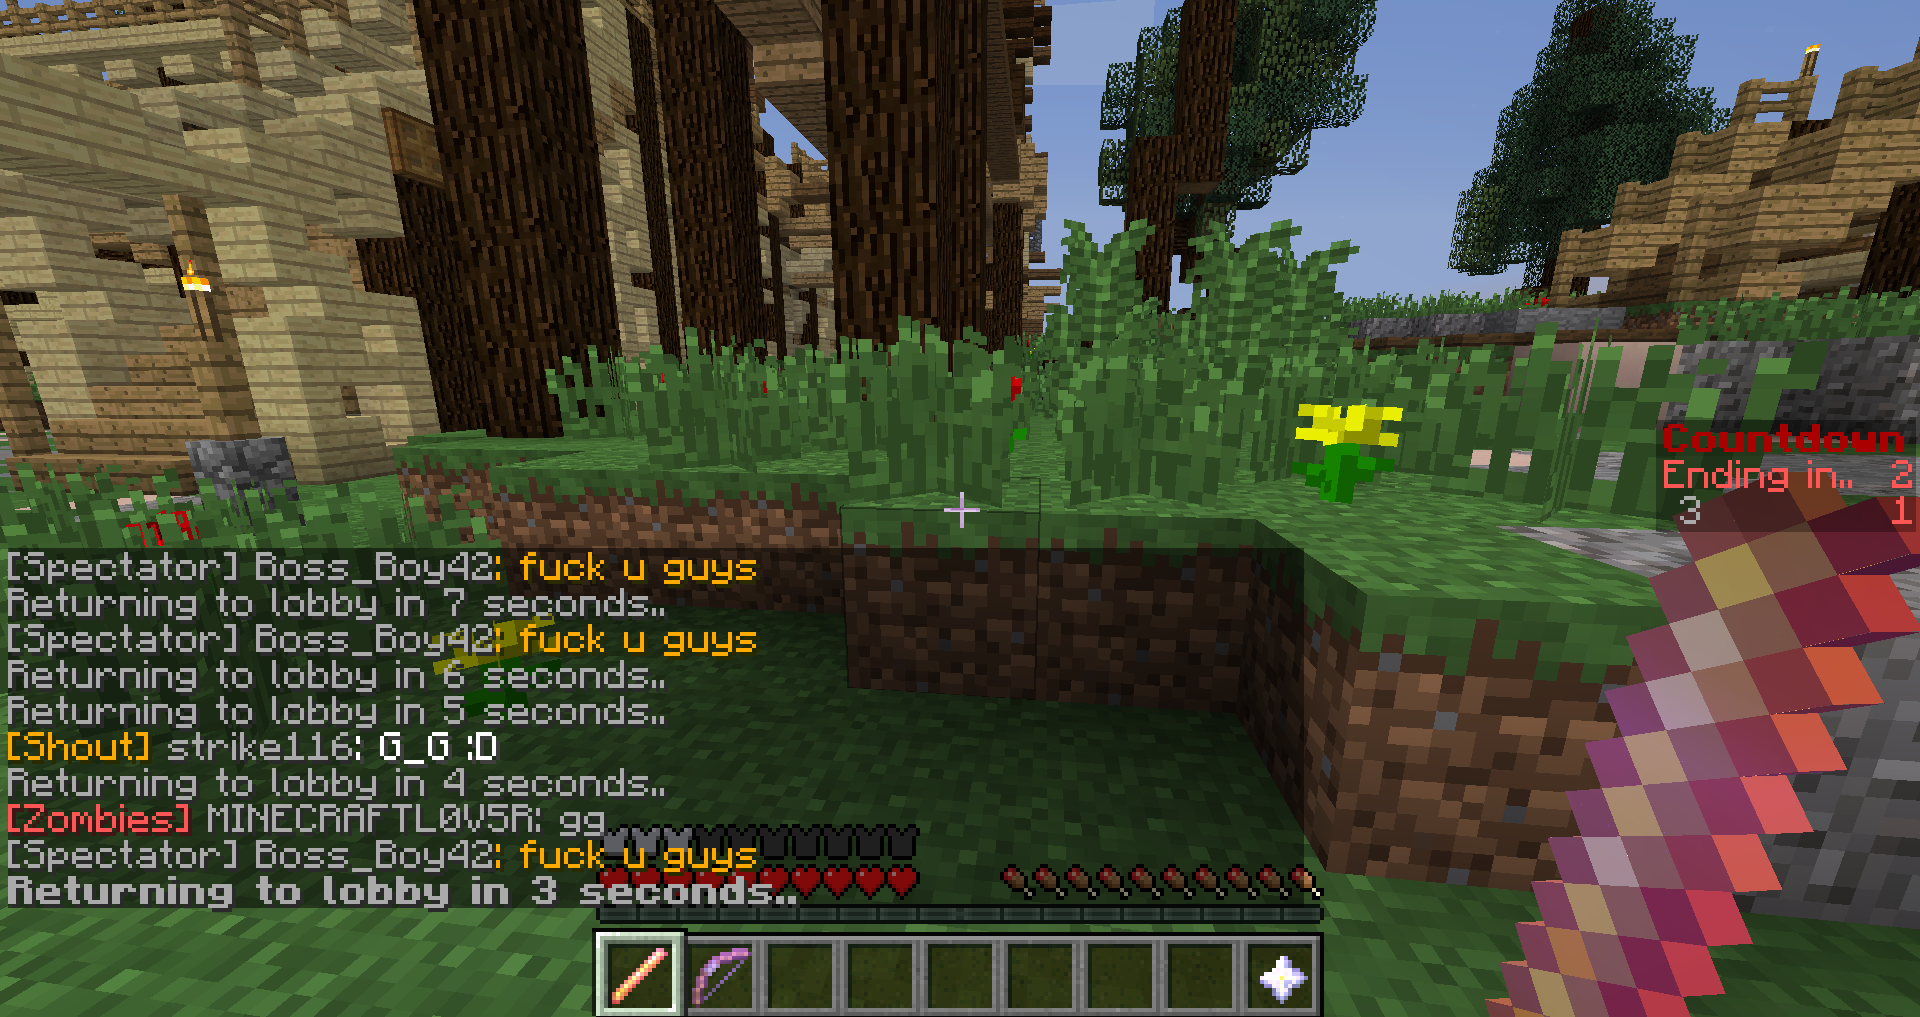 Countdown
Ending in.. 2
3 1
[Spectator] Boss_Boy42: fuck u guys
Returning to lobby in 7 seconds..
[Spectator] Boss_Boy42: fuck u guys
Returning to lobby in 6 seconds..
Returning to lobby in 5 seconds..
[Shout] strike116: G_G :D
Returning to lobby in 4 seconds..
[Zombies] MINECRAFTL0V5R: gg
[Spectator] Boss_Boy42: fuck u guys
Returning to lobby in 3 seconds..